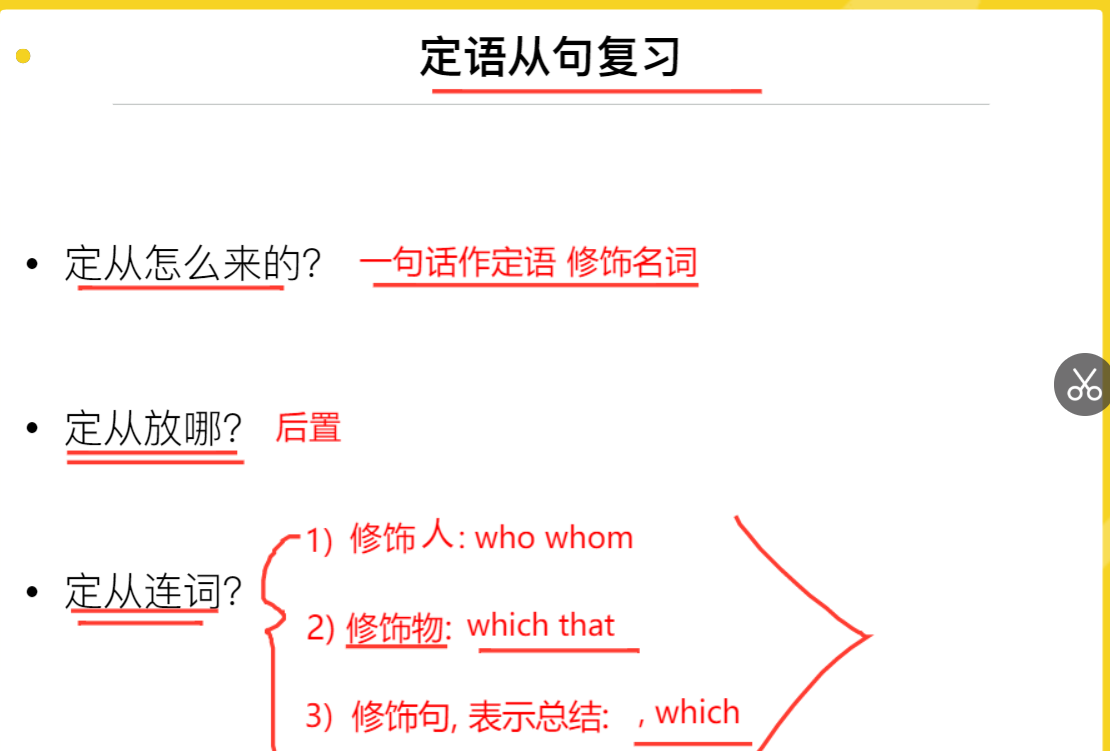 定语从句复习
• 定从怎么来的? 一句话作定语 修饰名词
• 定从放哪? 后置
1) 修饰人: who whom
• 定从连词?
2) 修饰物: which that
3) 修饰句, 表示总结: , which